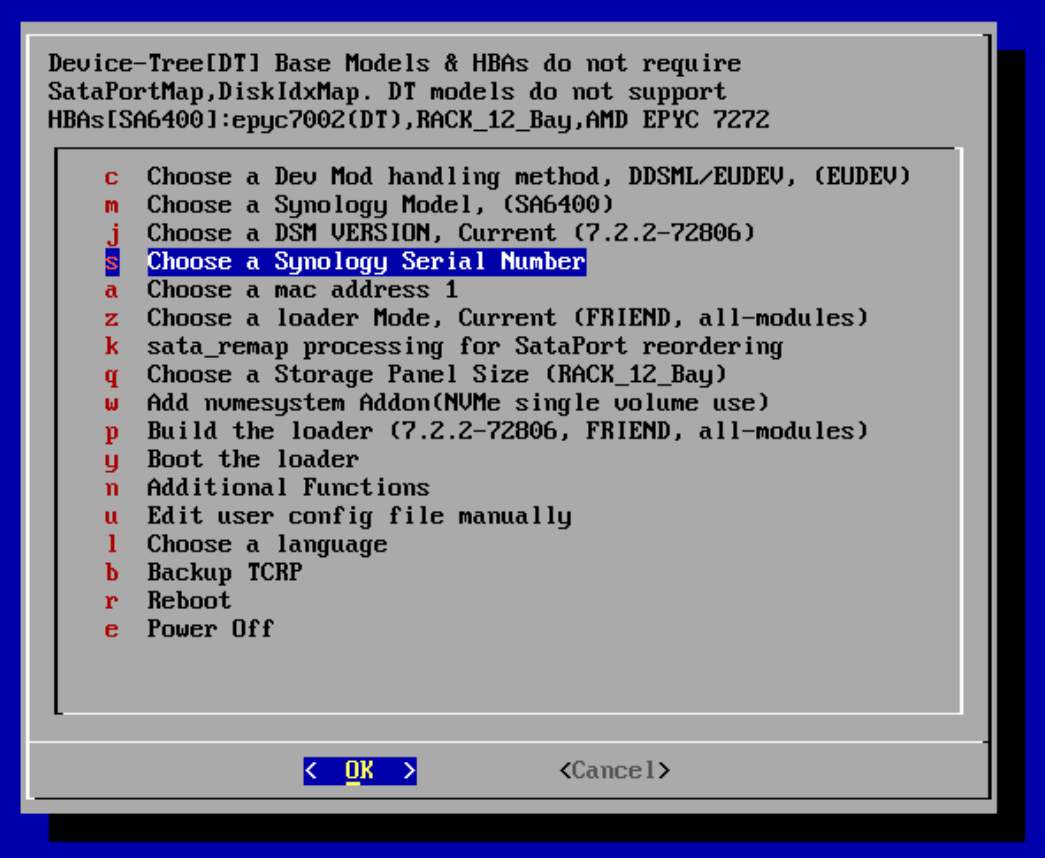 Device-Tree[DT] Base Models & HBAs do not require
SataPortMap,DiskIdxMap. DT models do not support
HBAs[SA6400]:epyc7002(DT),RACK_12_Bay,AMD EPYC 7272
c Choose a Dev Mod handling method, DDSML/EUDEV, (EUDEV)
m Choose a Synology Model, (SA6400)
j Choose a DSM VERSION, Current (7.2.2-72806)
s Choose a Synology Serial Number
a Choose a mac address 1
z Choose a loader Mode, Current (FRIEND, all-modules)
k sata_remap processing for SataPort reordering
q Choose a Storage Panel Size (RACK_12_Bay)
w Add nvmesystem Addon(NVMe single volume use)
p Build the loader (7.2.2-72806, FRIEND, all-modules)
y Boot the loader
n Additional Functions
u Edit user config file manually
l Choose a language
b Backup TCRP
r Reboot
e Power Off
< OK > <Cancel>